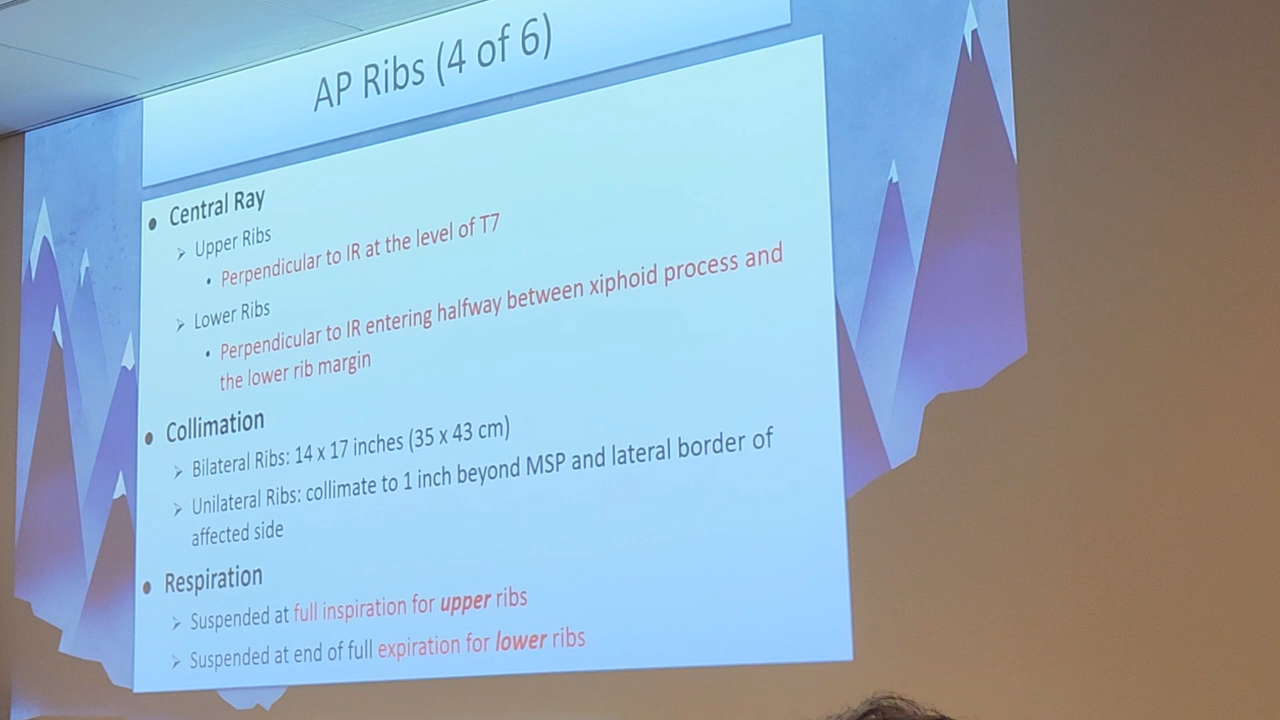 AP Ribs (4 of 6)
• Central Ray
➢ Upper Ribs
• Perpendicular to IR at the level of T7
➢ Lower Ribs
• Perpendicular to IR entering halfway between xiphoid process and
the lower rib margin
• Collimation
➢ Bilateral Ribs: 14 x 17 inches (35 x 43 cm)
➢ Unilateral Ribs: collimate to 1 inch beyond MSP and lateral border of
affected side
• Respiration
➢ Suspended at full inspiration for upper ribs
➢ Suspended at end of full expiration for lower ribs